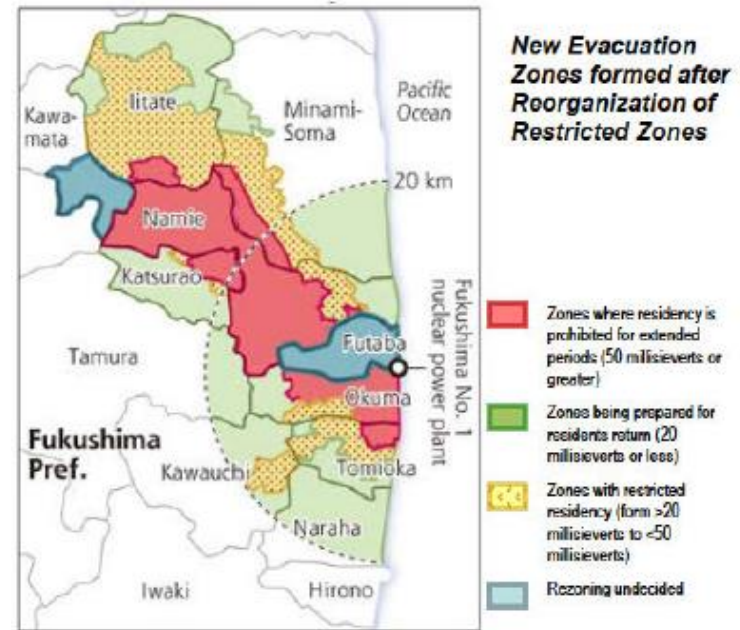 New Evacuation
Zones formed after
Reorganization of
Restricted Zones
Iitate
Kawa-
mata
Minami-
Soma
Pacific
Ocean
20 km
Namie
Katsurao
Fukushima No. 1
nuclear power plant
Futaba
Tamura
Okuma
Fukushima
Pref.
Kawauchi
Tomioka
Naraha
Iwaki
Hirono
Zones where residency is
prohibited for extended
periods (50 millisieverts or
greater)
Zones being prepared for
residents return (20
millisieverts or less)
Zones with restricted
residency (form >20
millisieverts to <50
millisieverts)
Rezoning undecided